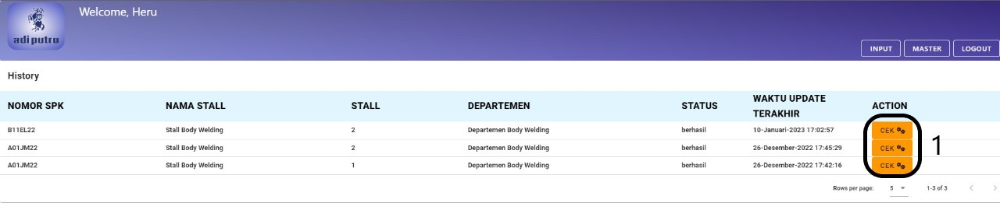 Welcome, Heru
adiputro
INPUT MASTER LOGOUT
History
NOMOR SPK NAMA STALL STALL DEPARTEMEN STATUS WAKTU UPDATE TERAKHIR ACTION
B11EL22 Stall Body Welding 2 Departemen Body Welding berhasil 10-Januari-2023 17:02:57 CEK
A01JM22 Stall Body Welding 2 Departemen Body Welding berhasil 26-Desember-2022 17:45:29 CEK
A01JM22 Stall Body Welding 1 Departemen Body Welding berhasil 26-Desember-2022 17:42:16 CEK
1
Rows per page: 5 1-3 of 3